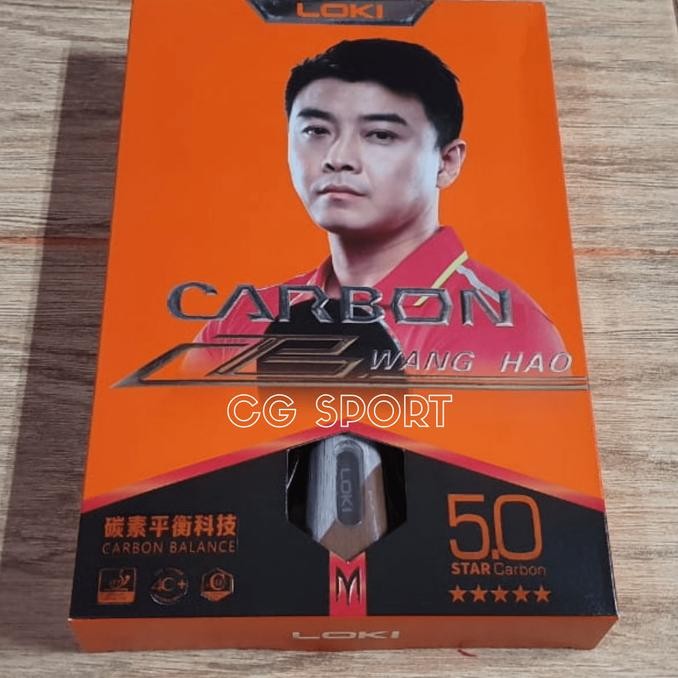 LOKI
CARBON
WANG HAO
CG SPORT
LOKI
碳素平衡科技
CARBON BALANCE
5.0
STAR Carbon
LOKI